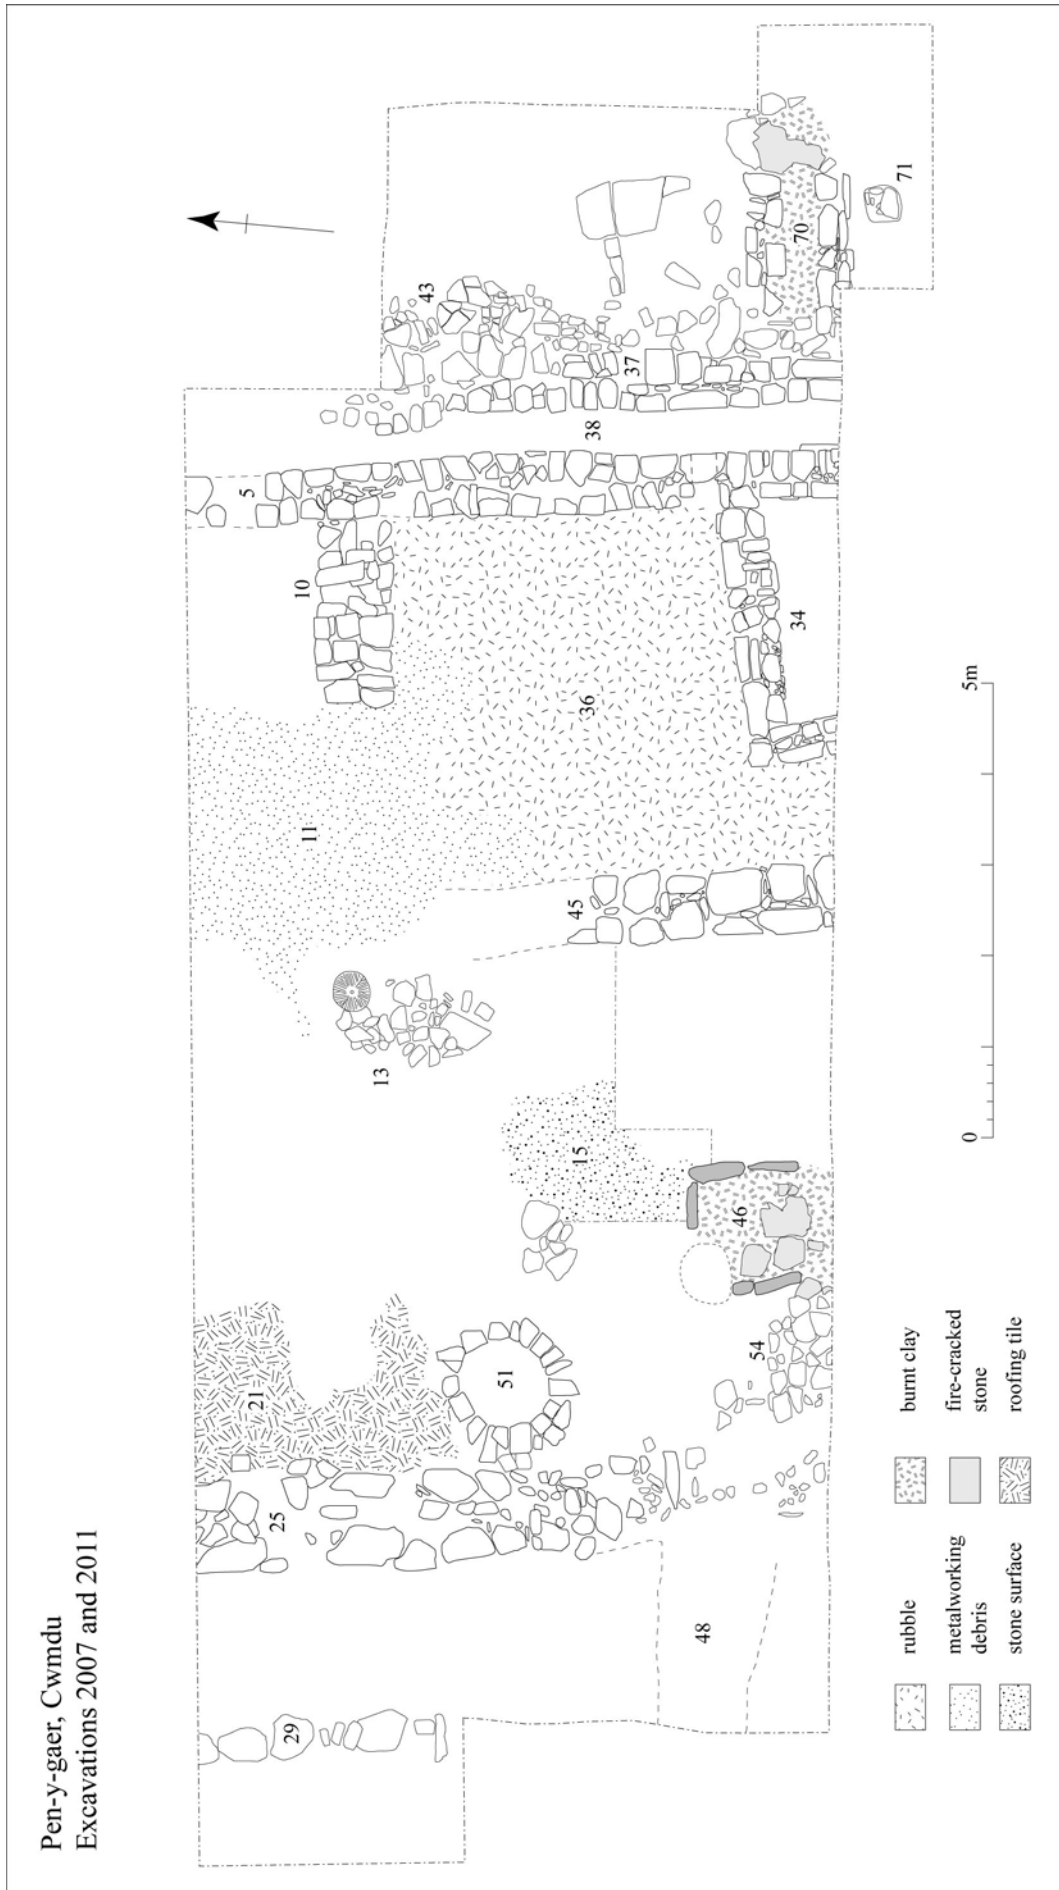 Pen-y-gaer, Cwmdu
Excavations 2007 and 2011
29
25
48
21
51
54
15
46
13
11
45
36
10
34
5
38
37
43
70
71
0
5m
rubble
metalworking
debris
stone surface
burnt clay
fire-cracked
stone
roofing tile